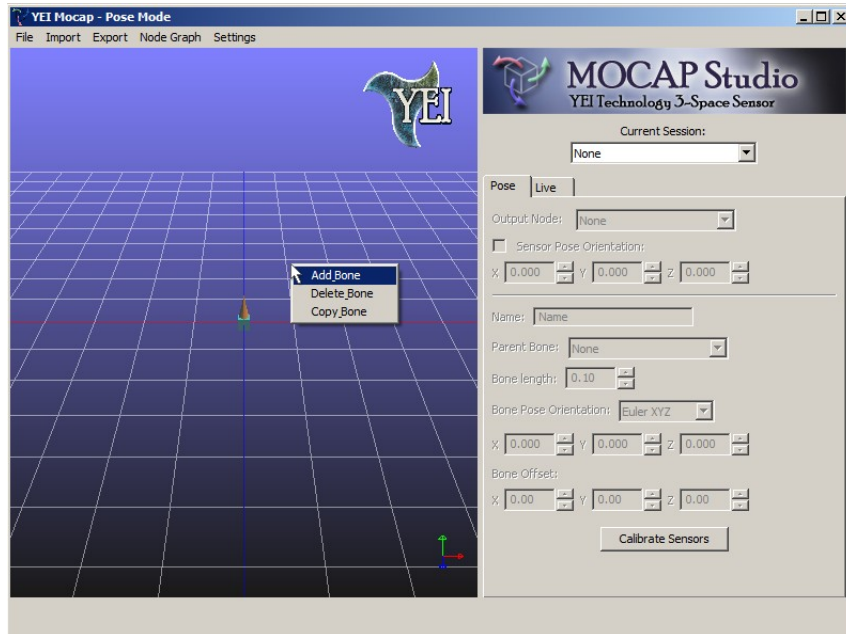 YEI Mocap - Pose Mode
File Import Export Node Graph Settings
YEI
MOCAP Studio
YEI Technology 3-Space Sensor
Current Session:
None
Pose Live
Output Node: None
Sensor Pose Orientation:
X 0.000 Y 0.000 Z 0.000
Add Bone
Delete Bone
Copy Bone
Name: Name
Parent Bone: None
Bone length: 0.10
Bone Pose Orientation: Euler XYZ
X 0.000 Y 0.000 Z 0.000
Bone Offset:
X 0.00 Y 0.00 Z 0.00
Calibrate Sensors